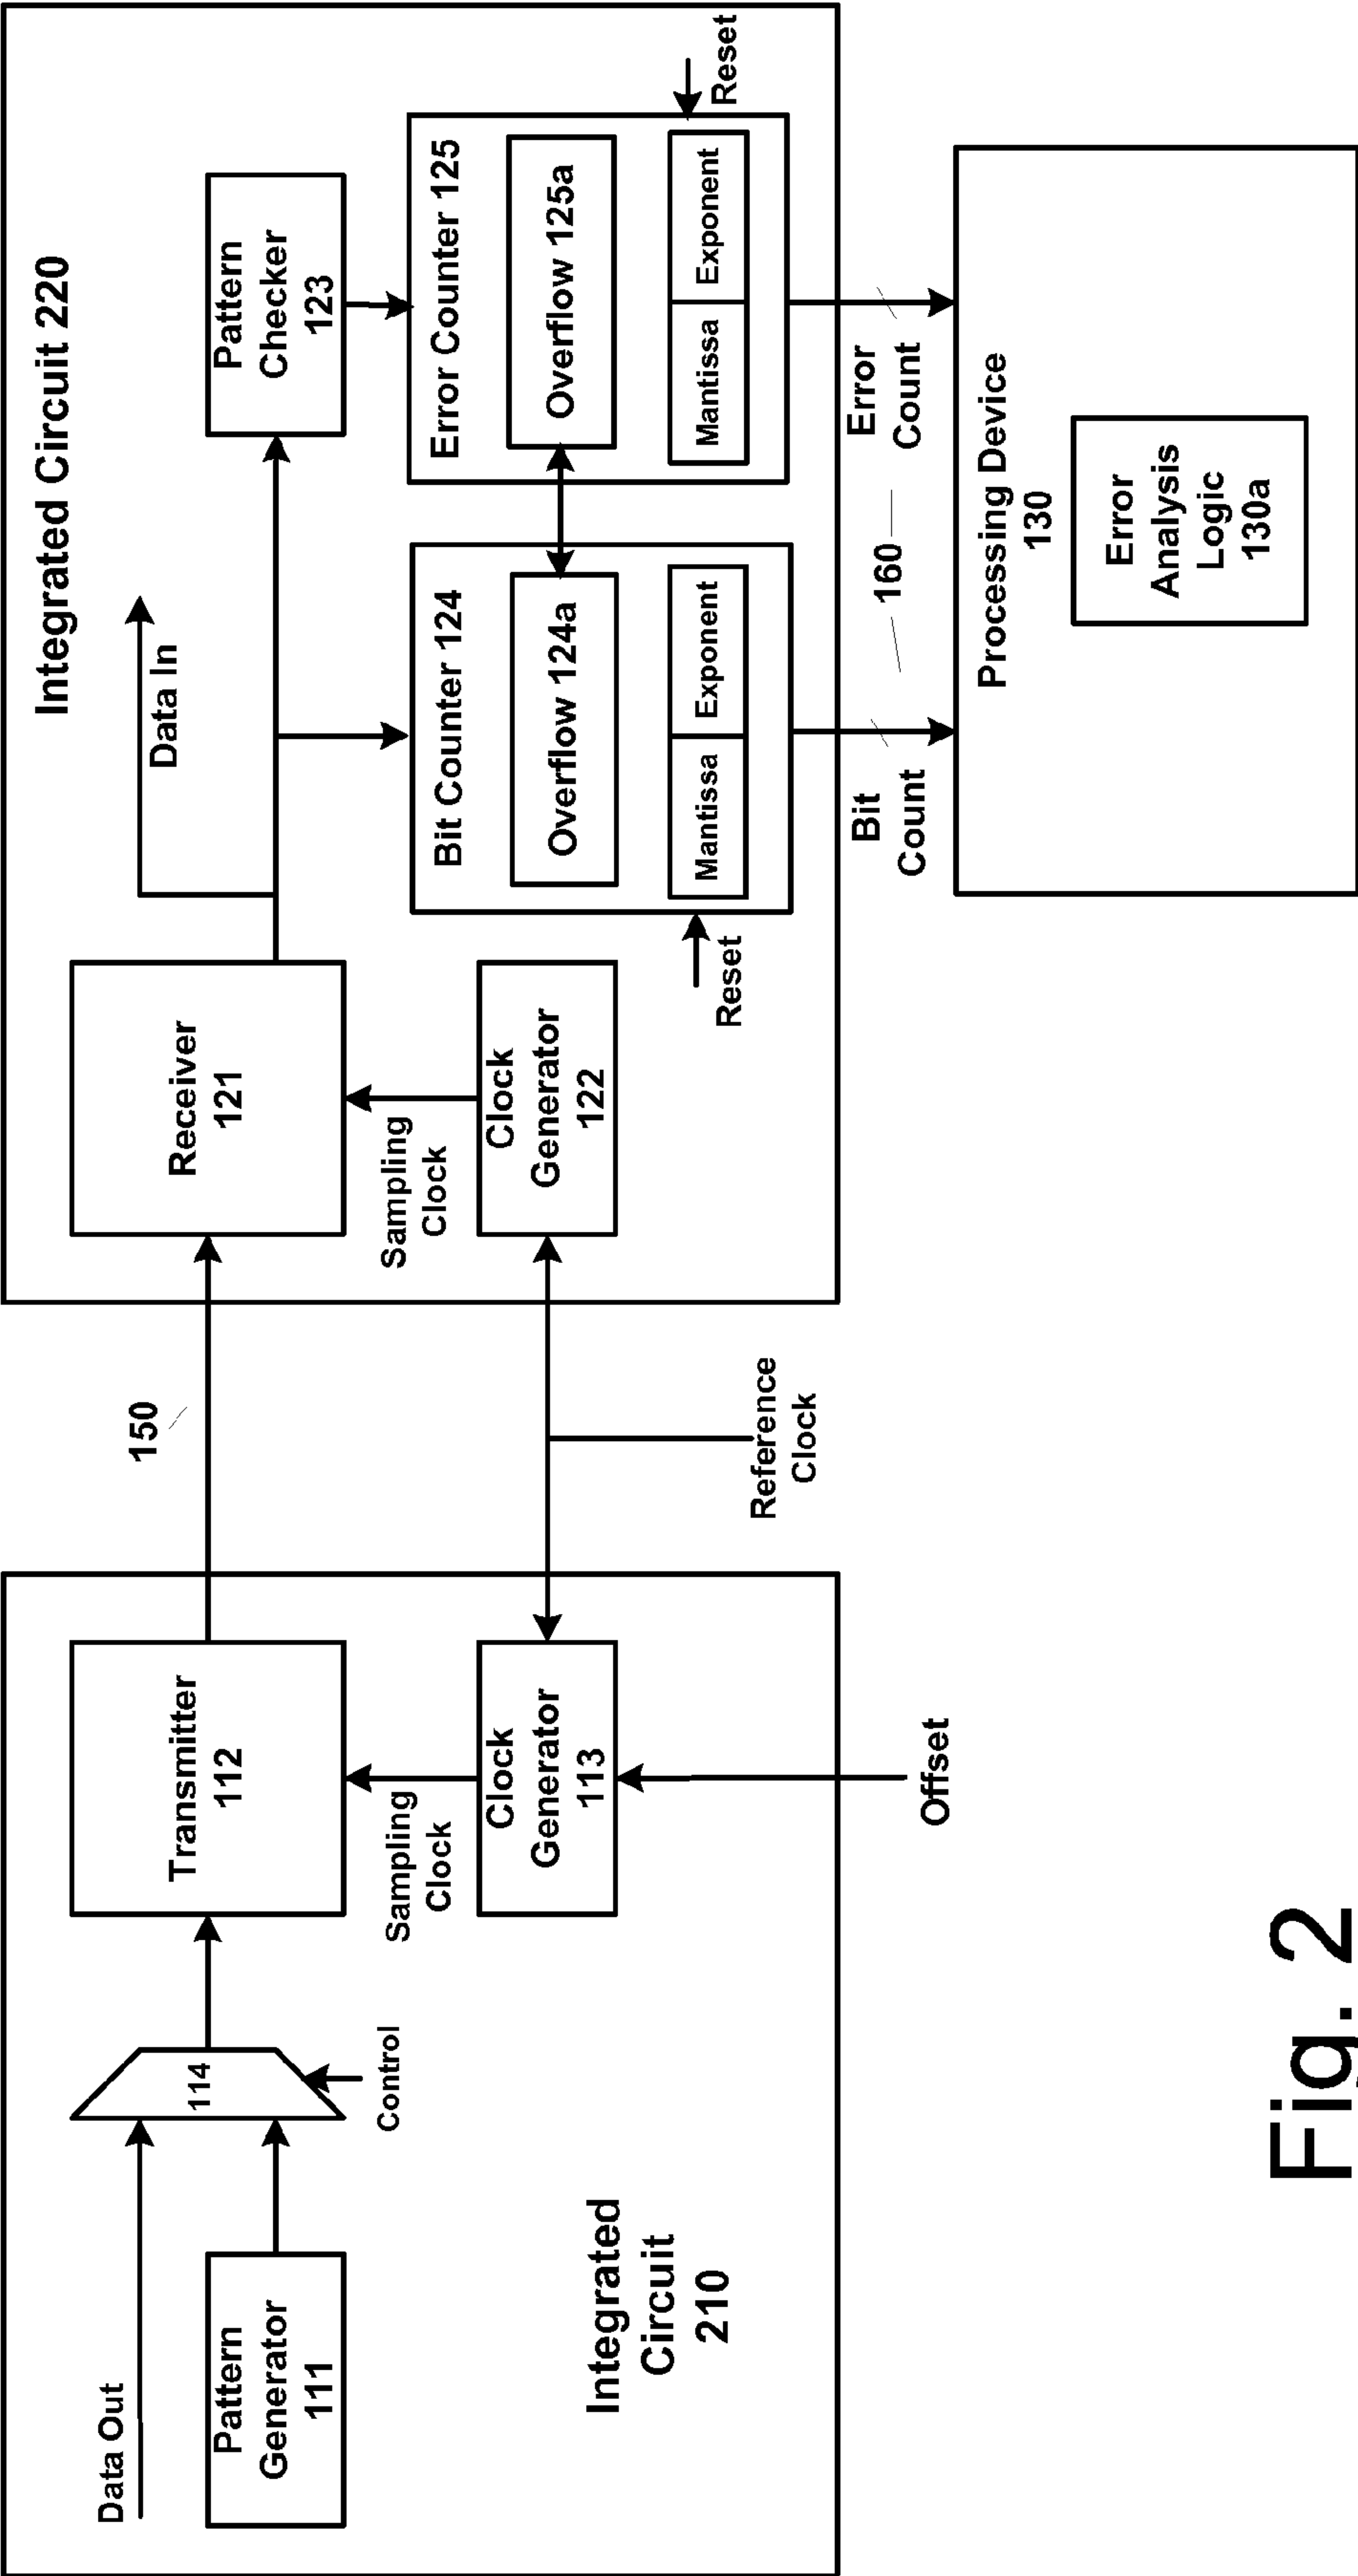 Data Out
Pattern
Generator
111
114
Control
Transmitter
112
Sampling
Clock
Clock
Generator
113
Integrated
Circuit
210
Offset
150
Reference
Clock
Integrated Circuit 220
Receiver
121
Sampling
Clock
Clock
Generator
122
Data In
Pattern
Checker
123
Bit Counter 124
Overflow 124a
Mantissa
Exponent
Reset
Error Counter 125
Overflow 125a
Mantissa
Exponent
Reset
Bit
Count
160
Error
Count
Processing Device
130
Error
Analysis
Logic
130a
Fig. 2